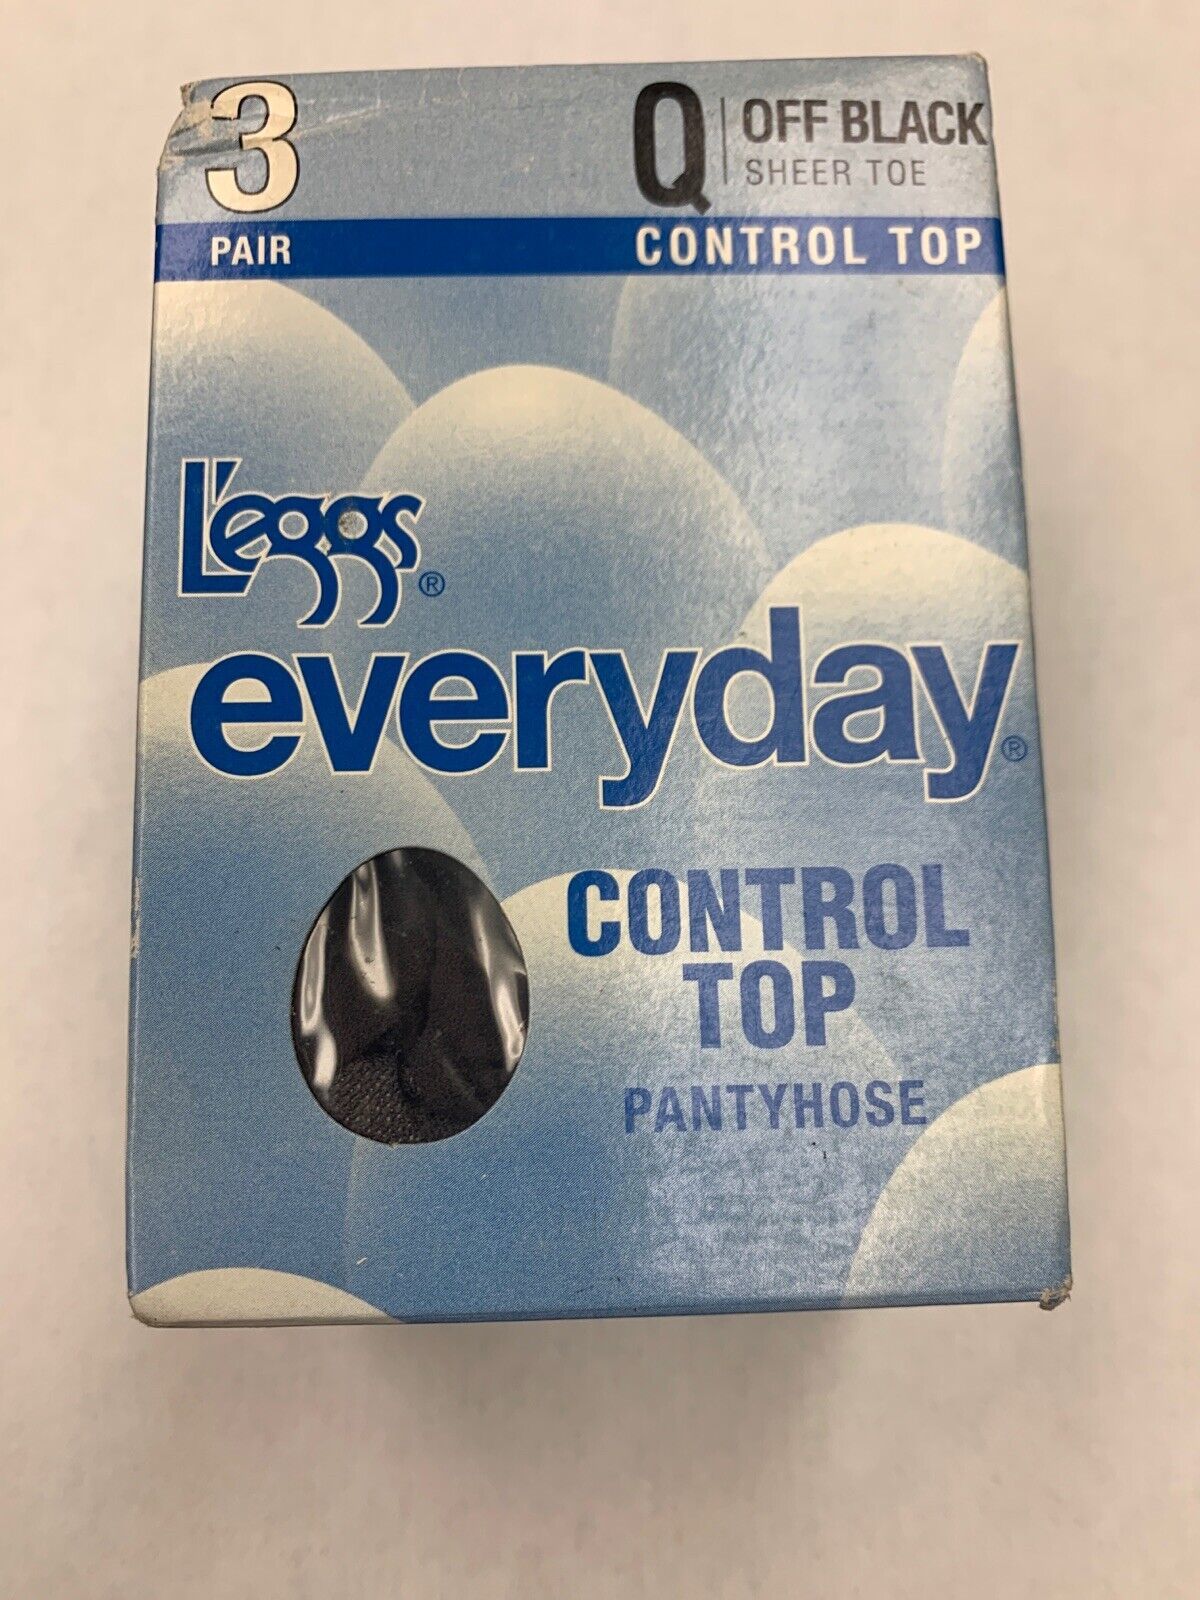 3
PAIR
Q
OFF BLACK
SHEER TOE
CONTROL TOP
L'eggs®
everyday®
CONTROL
TOP
PANTYHOSE